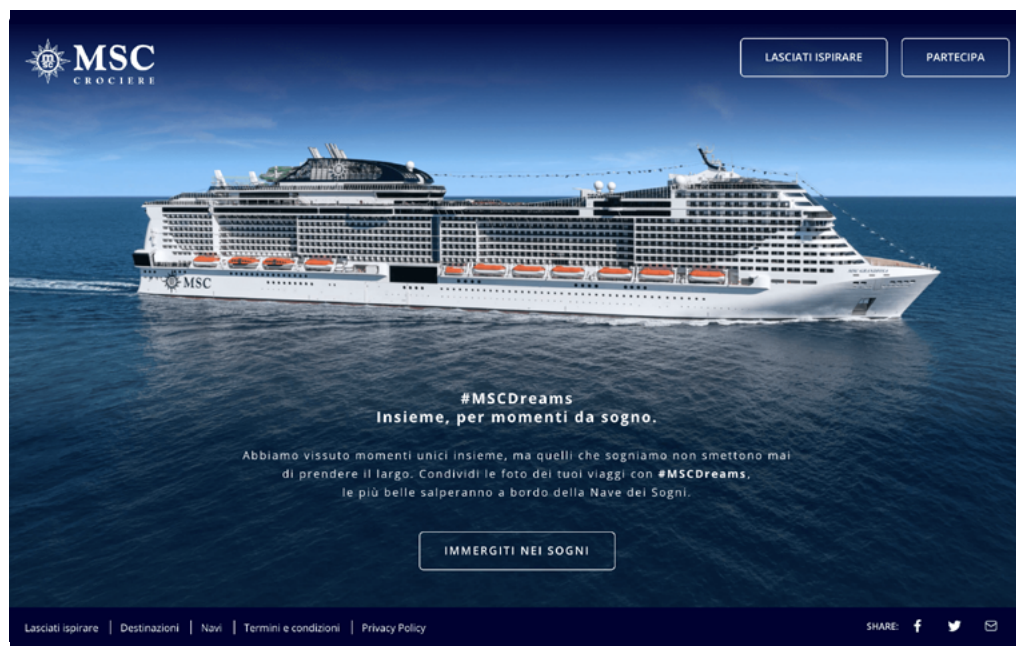 MSC
CROCIERE
LASCIATI ISPIRARE
PARTECIPA
MSC
#MSCDreams
Insieme, per momenti da sogno.
Abbiamo vissuto momenti unici insieme, ma quelli che sogniamo non smettono mai
di prendere il largo. Condividi le foto dei tuoi viaggi con #MSCDreams,
le più belle salperanno a bordo della Nave dei Sogni.
IMMERGITI NEI SOGNI
Lasciati ispirare | Destinazioni | Navi | Termini e condizioni | Privacy Policy
SHARE: